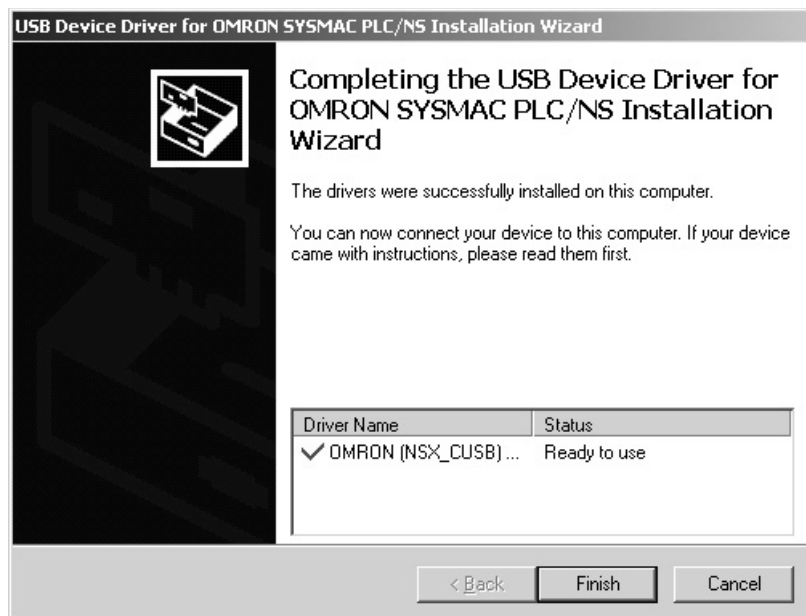 USB Device Driver for OMRON SYSMAC PLC/NS Installation Wizard
Completing the USB Device Driver for
OMRON SYSMAC PLC/NS Installation
Wizard
The drivers were successfully installed on this computer.
You can now connect your device to this computer. If your device
came with instructions, please read them first.
Driver Name Status
OMRON (NSX_CUSB) ... Ready to use
< Back Finish Cancel